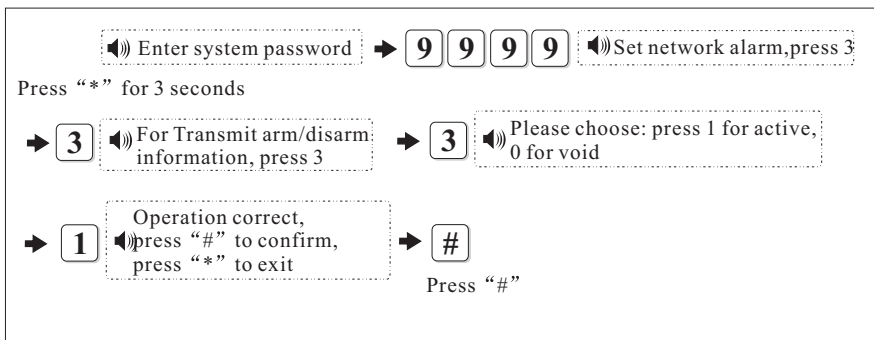 Enter system password 9 9 9 9 Set network alarm,press 3
Press “*” for 3 seconds
3 For Transmit arm/disarm information, press 3 3 Please choose: press 1 for active, 0 for void
1 Operation correct, press “#” to confirm, press “*” to exit #
Press “#”